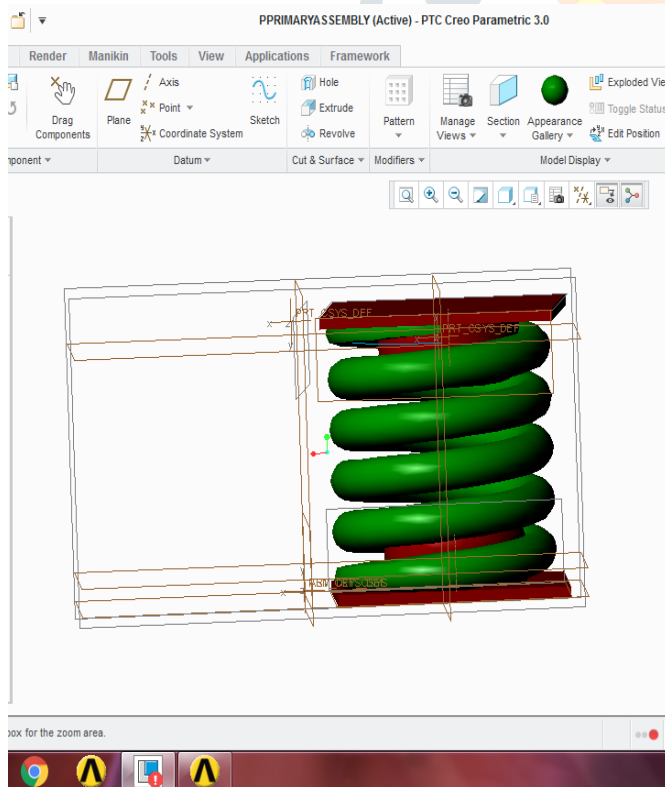 PPRIMARYASSEMBLY (Active) - PTC Creo Parametric 3.0
Render Manikin Tools View Applications Framework
Drag Components
Plane
Axis
Point
Coordinate System
Sketch
Hole
Extrude
Revolve
Pattern
Manage Views
Section
Appearance Gallery
Exploded Vie
Toggle Status
Edit Position
mponent Datum Cut & Surface Modifiers Model Display
PRT_CSYS_DEF
PRT_CSYS_DEF
x z
y
x
box for the zoom area.